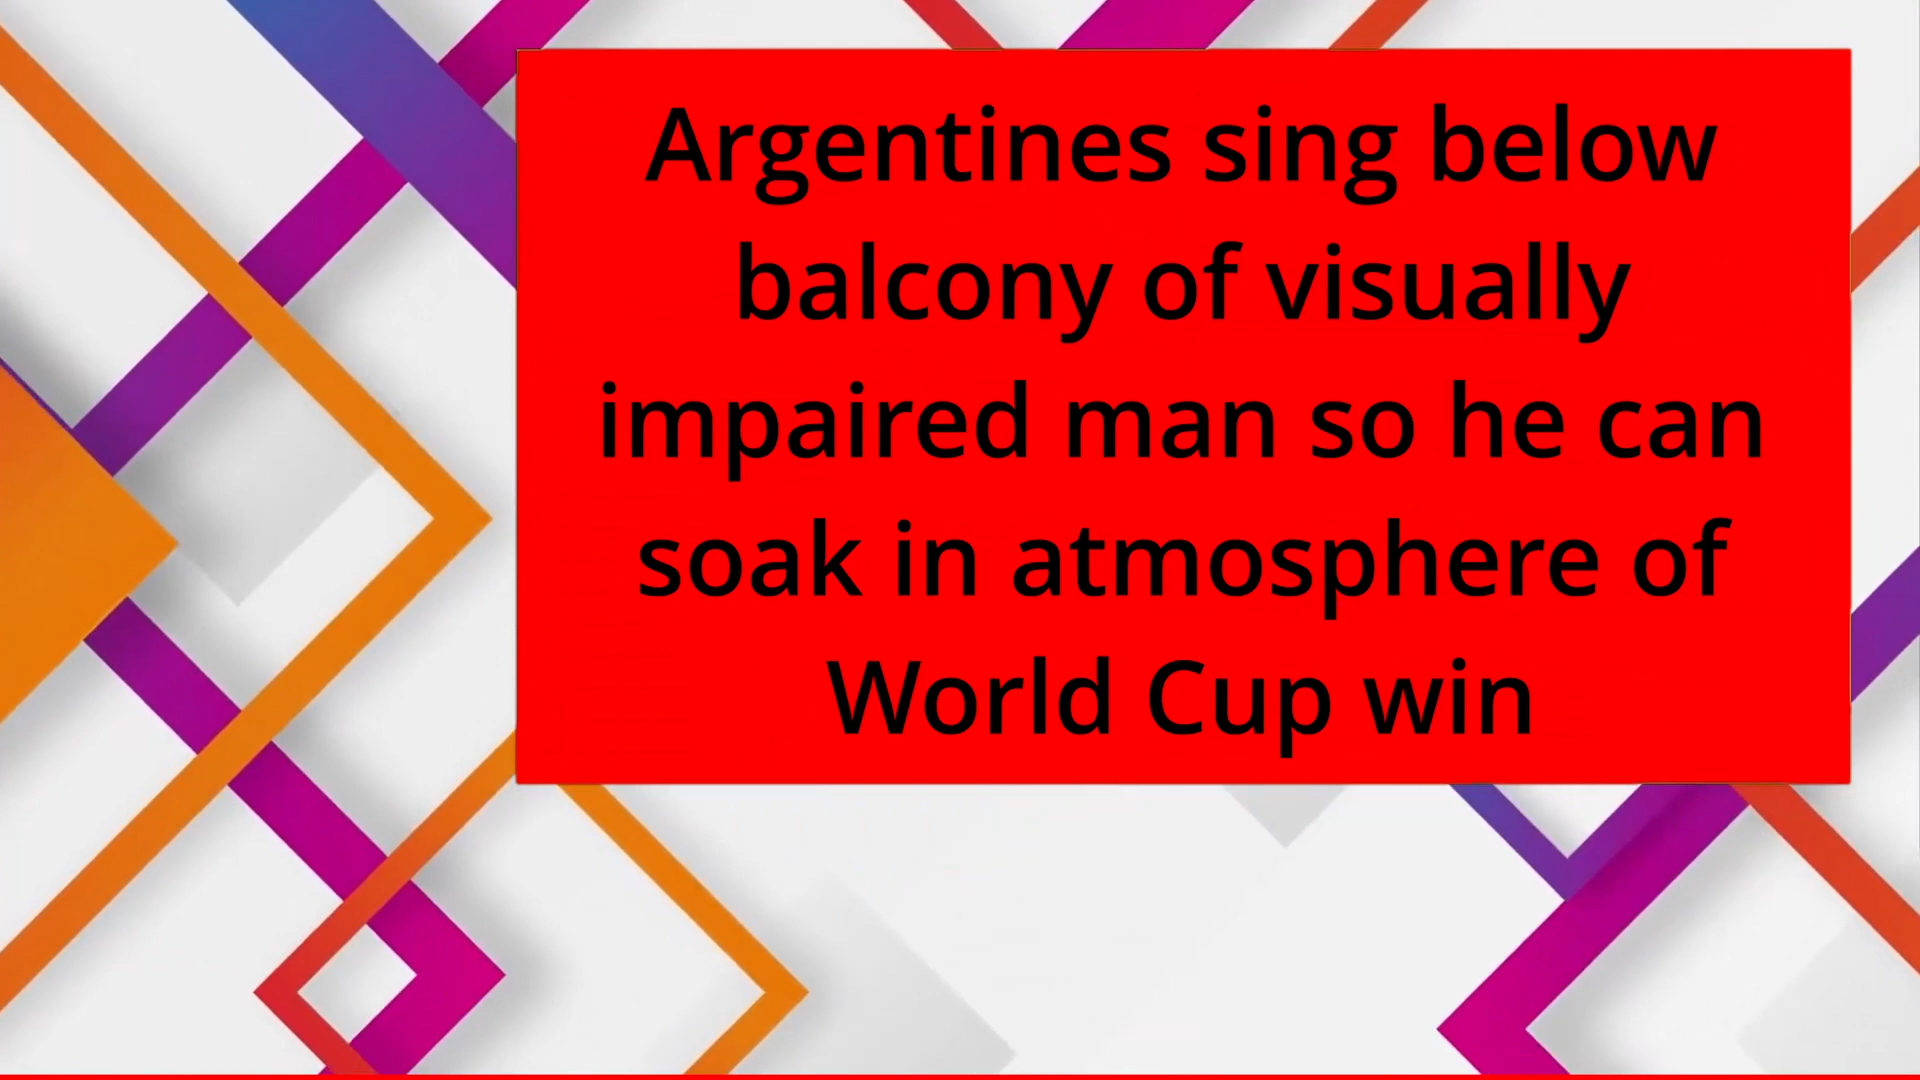 Argentines sing below
balcony of visually
impaired man so he can
soak in atmosphere of
World Cup win